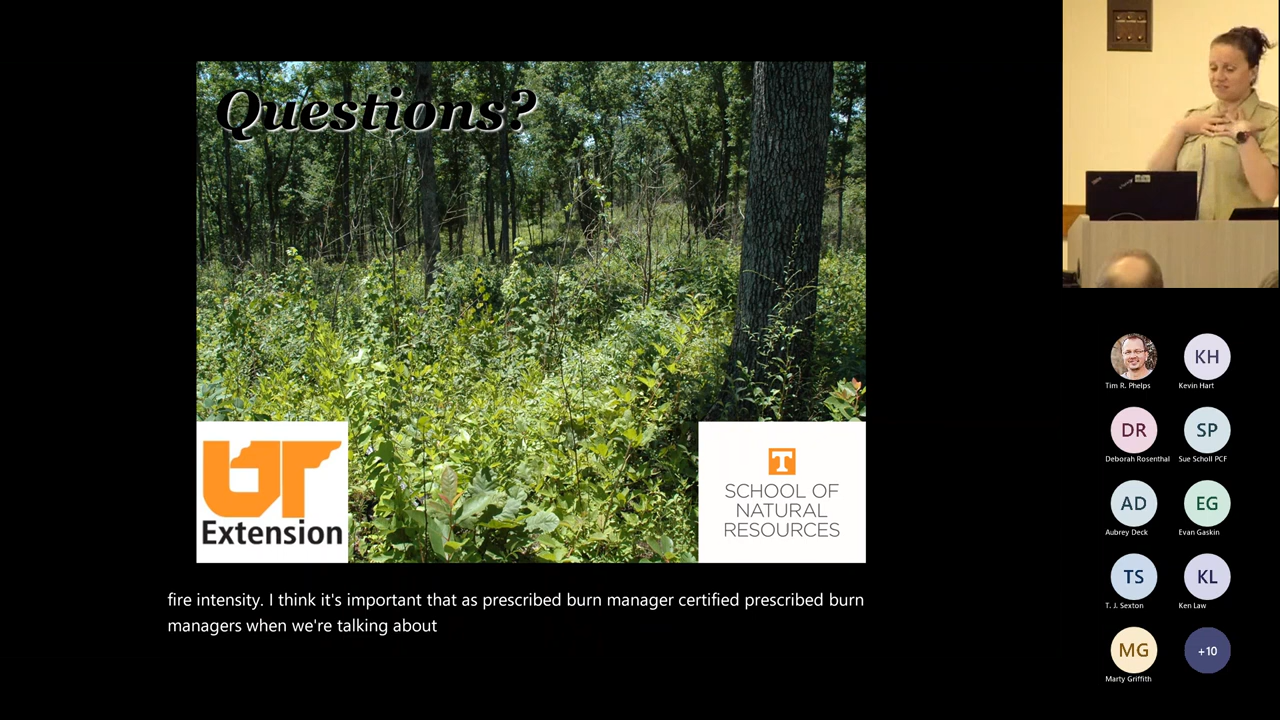 Questions?
UT
Extension
T
SCHOOL OF
NATURAL
RESOURCES
fire intensity. I think it's important that as prescribed burn manager certified prescribed burn
managers when we're talking about
Tim R. Phelps
KH
Kevin Hart
DR
Deborah Rosenthal
SP
Sue Scholl PCF
AD
Aubrey Deck
EG
Evan Gaskin
TS
T. J. Sexton
KL
Ken Law
MG
Marty Griffith
+10